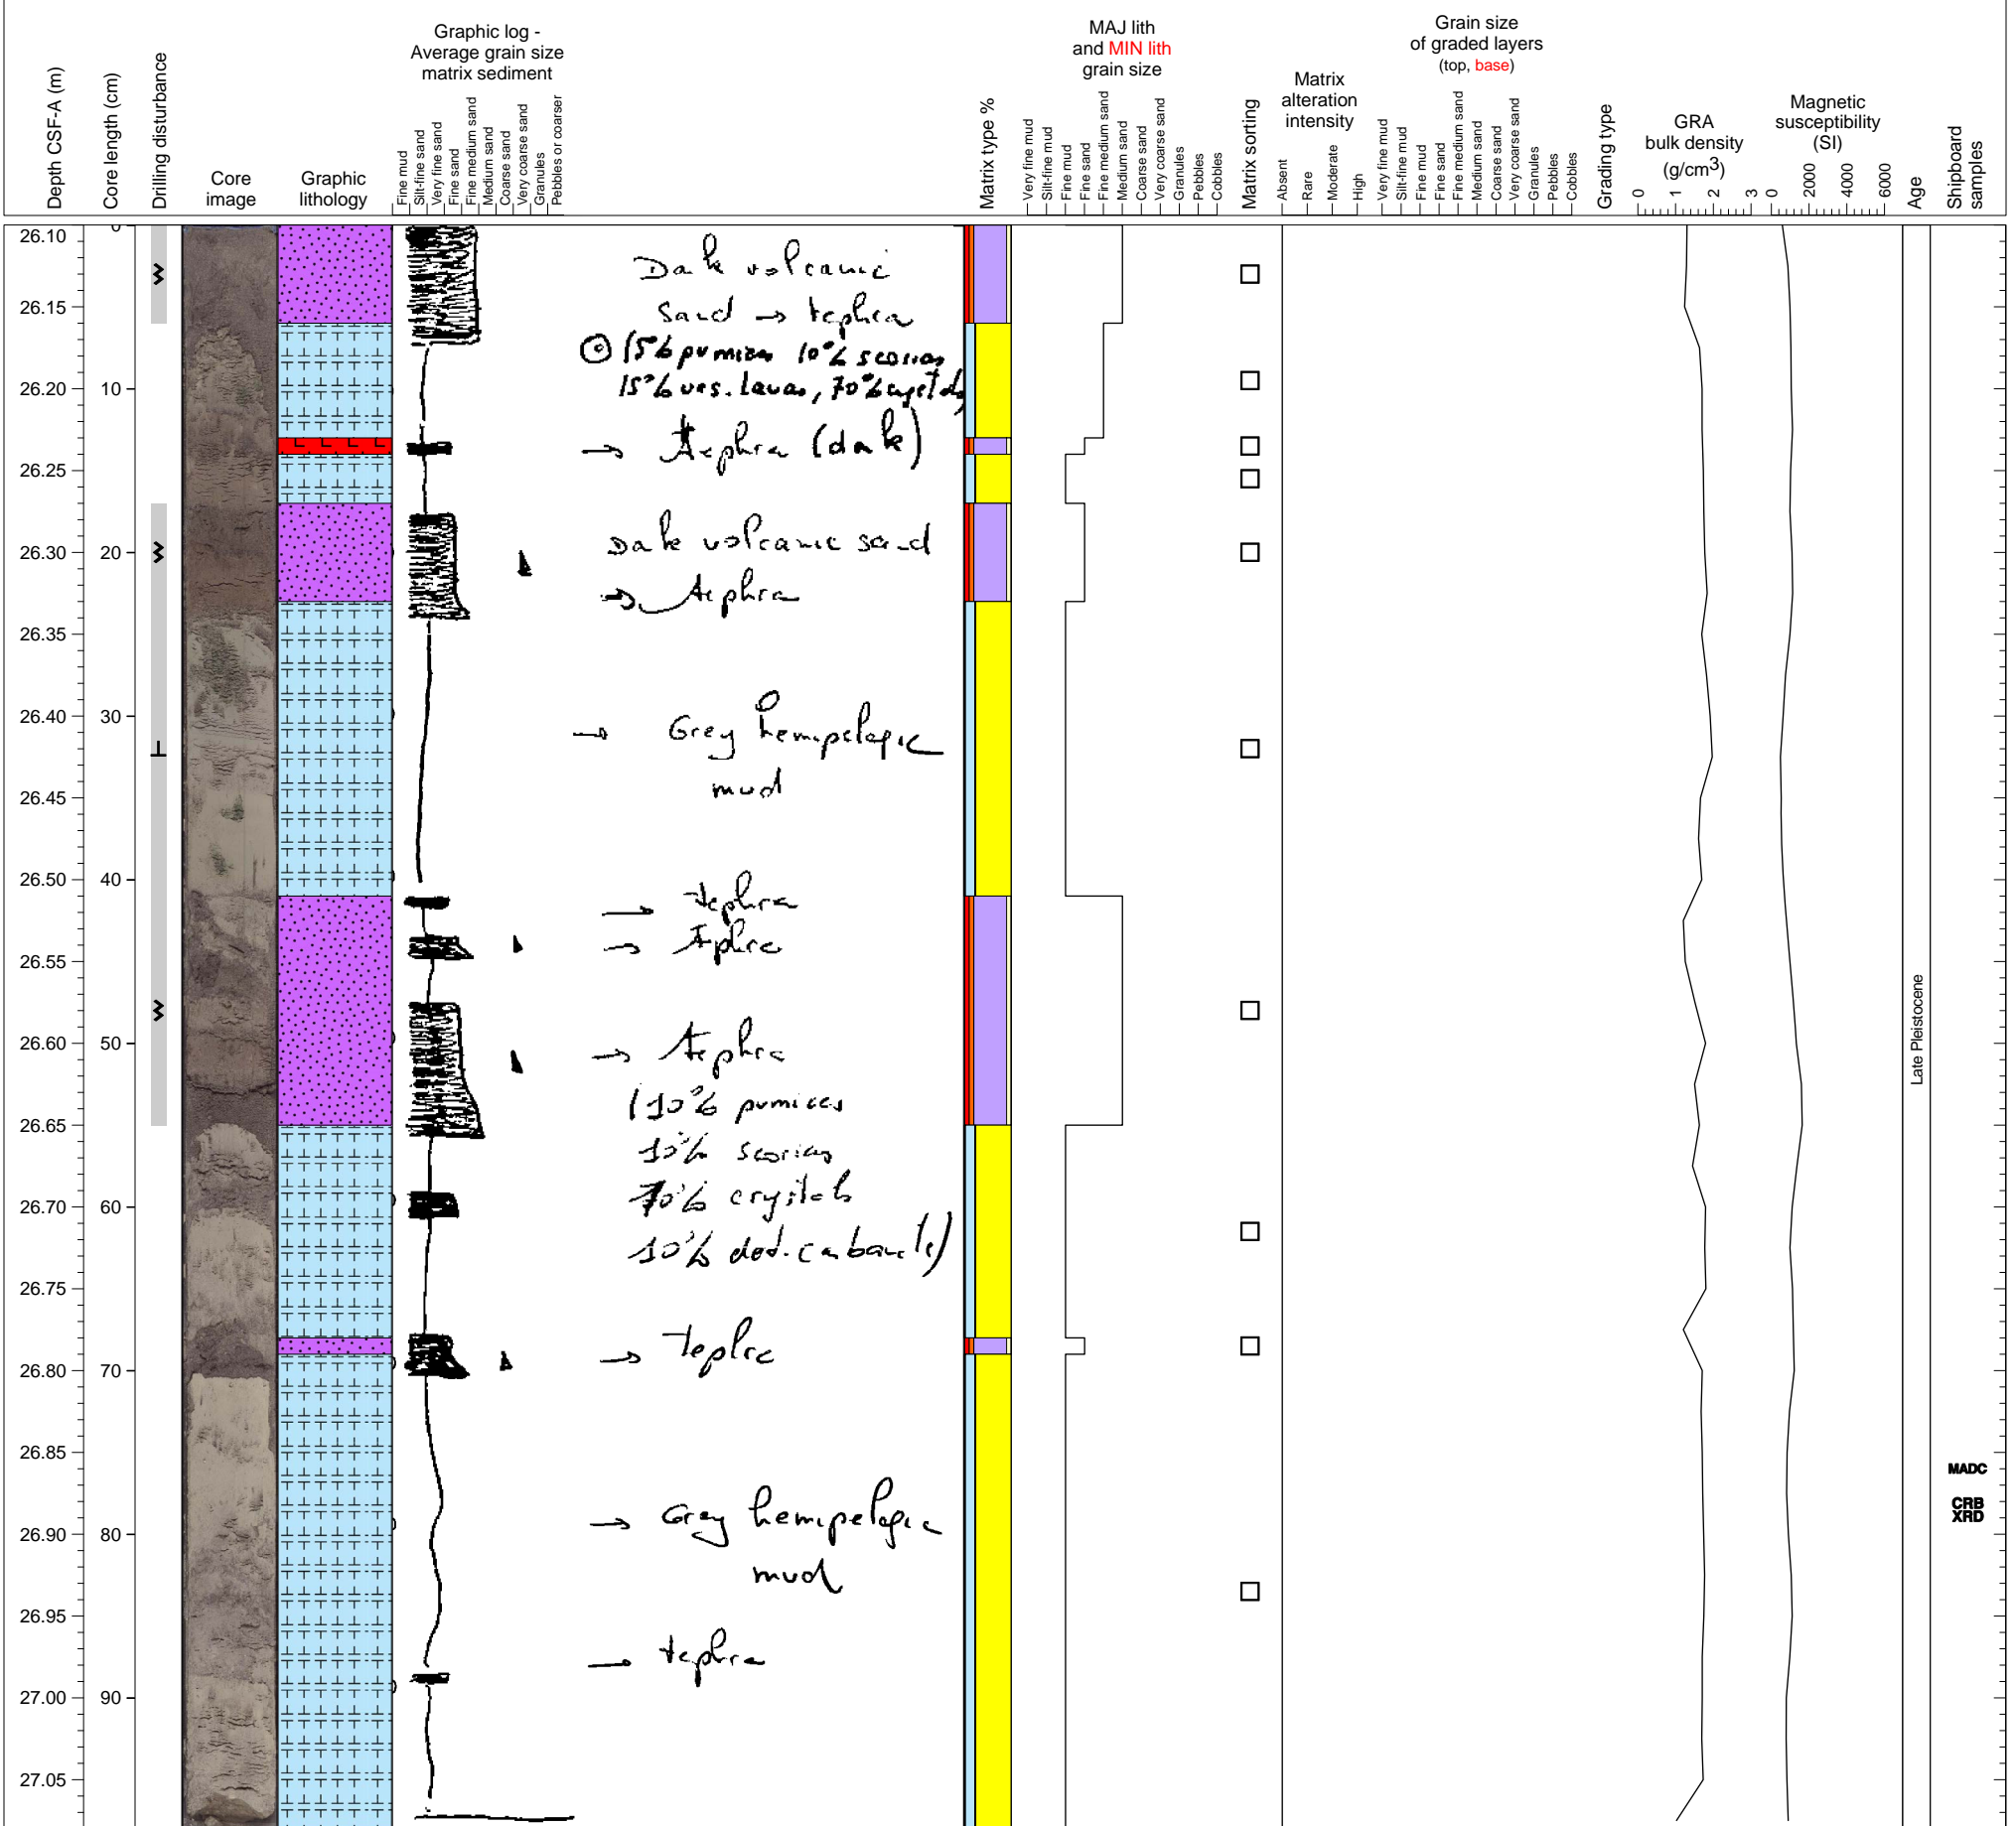 Depth CSF-A (m)
Core length (cm)
Drilling disturbance
Core
image
Graphic
lithology
Graphic log -
Average grain size
matrix sediment
Fine mud
Silt-fine sand
Very fine sand
Fine sand
Fine medium sand
Medium sand
Coarse sand
Very coarse sand
Granules
Pebbles or coarser
Matrix type %
MAJ lith
and MIN lith
grain size
Very fine mud
Silt-fine mud
Fine mud
Fine sand
Fine medium sand
Medium sand
Coarse sand
Very coarse sand
Granules
Pebbles
Cobbles
Matrix sorting
Matrix
alteration
intensity
Absent
Rare
Moderate
High
Grain size
of graded layers
(top, base)
Very fine mud
Silt-fine mud
Fine mud
Fine sand
Fine medium sand
Medium sand
Coarse sand
Very coarse sand
Granules
Pebbles
Cobbles
Grading type
GRA
bulk density
(g/cm3)
0 1 2 3
Magnetic
susceptibility
(SI)
0 2000 4000 6000
Age
Shipboard
samples
26.10 0
26.15
26.20 10
26.25
26.30 20
26.35
26.40 30
26.45
26.50 40
26.55
26.60 50
26.65
26.70 60
26.75
26.80 70
26.85
26.90 80
26.95
27.00 90
27.05
Dark volcanic
sand → tephra
15% pumices 10% scorias
15% ves. lavas, 70% crystals
→ tephra (dark)
Dark volcanic sand
→ tephra
→ Grey hemipelagic
mud
→ tephra
→ tephra
→ tephra
(10% pumices
10% scorias
70% crystals
10%
→ tephra
→ Grey hemipelagic
mud
→ tephra
Late Pleistocene
MADC
CRB
XRD